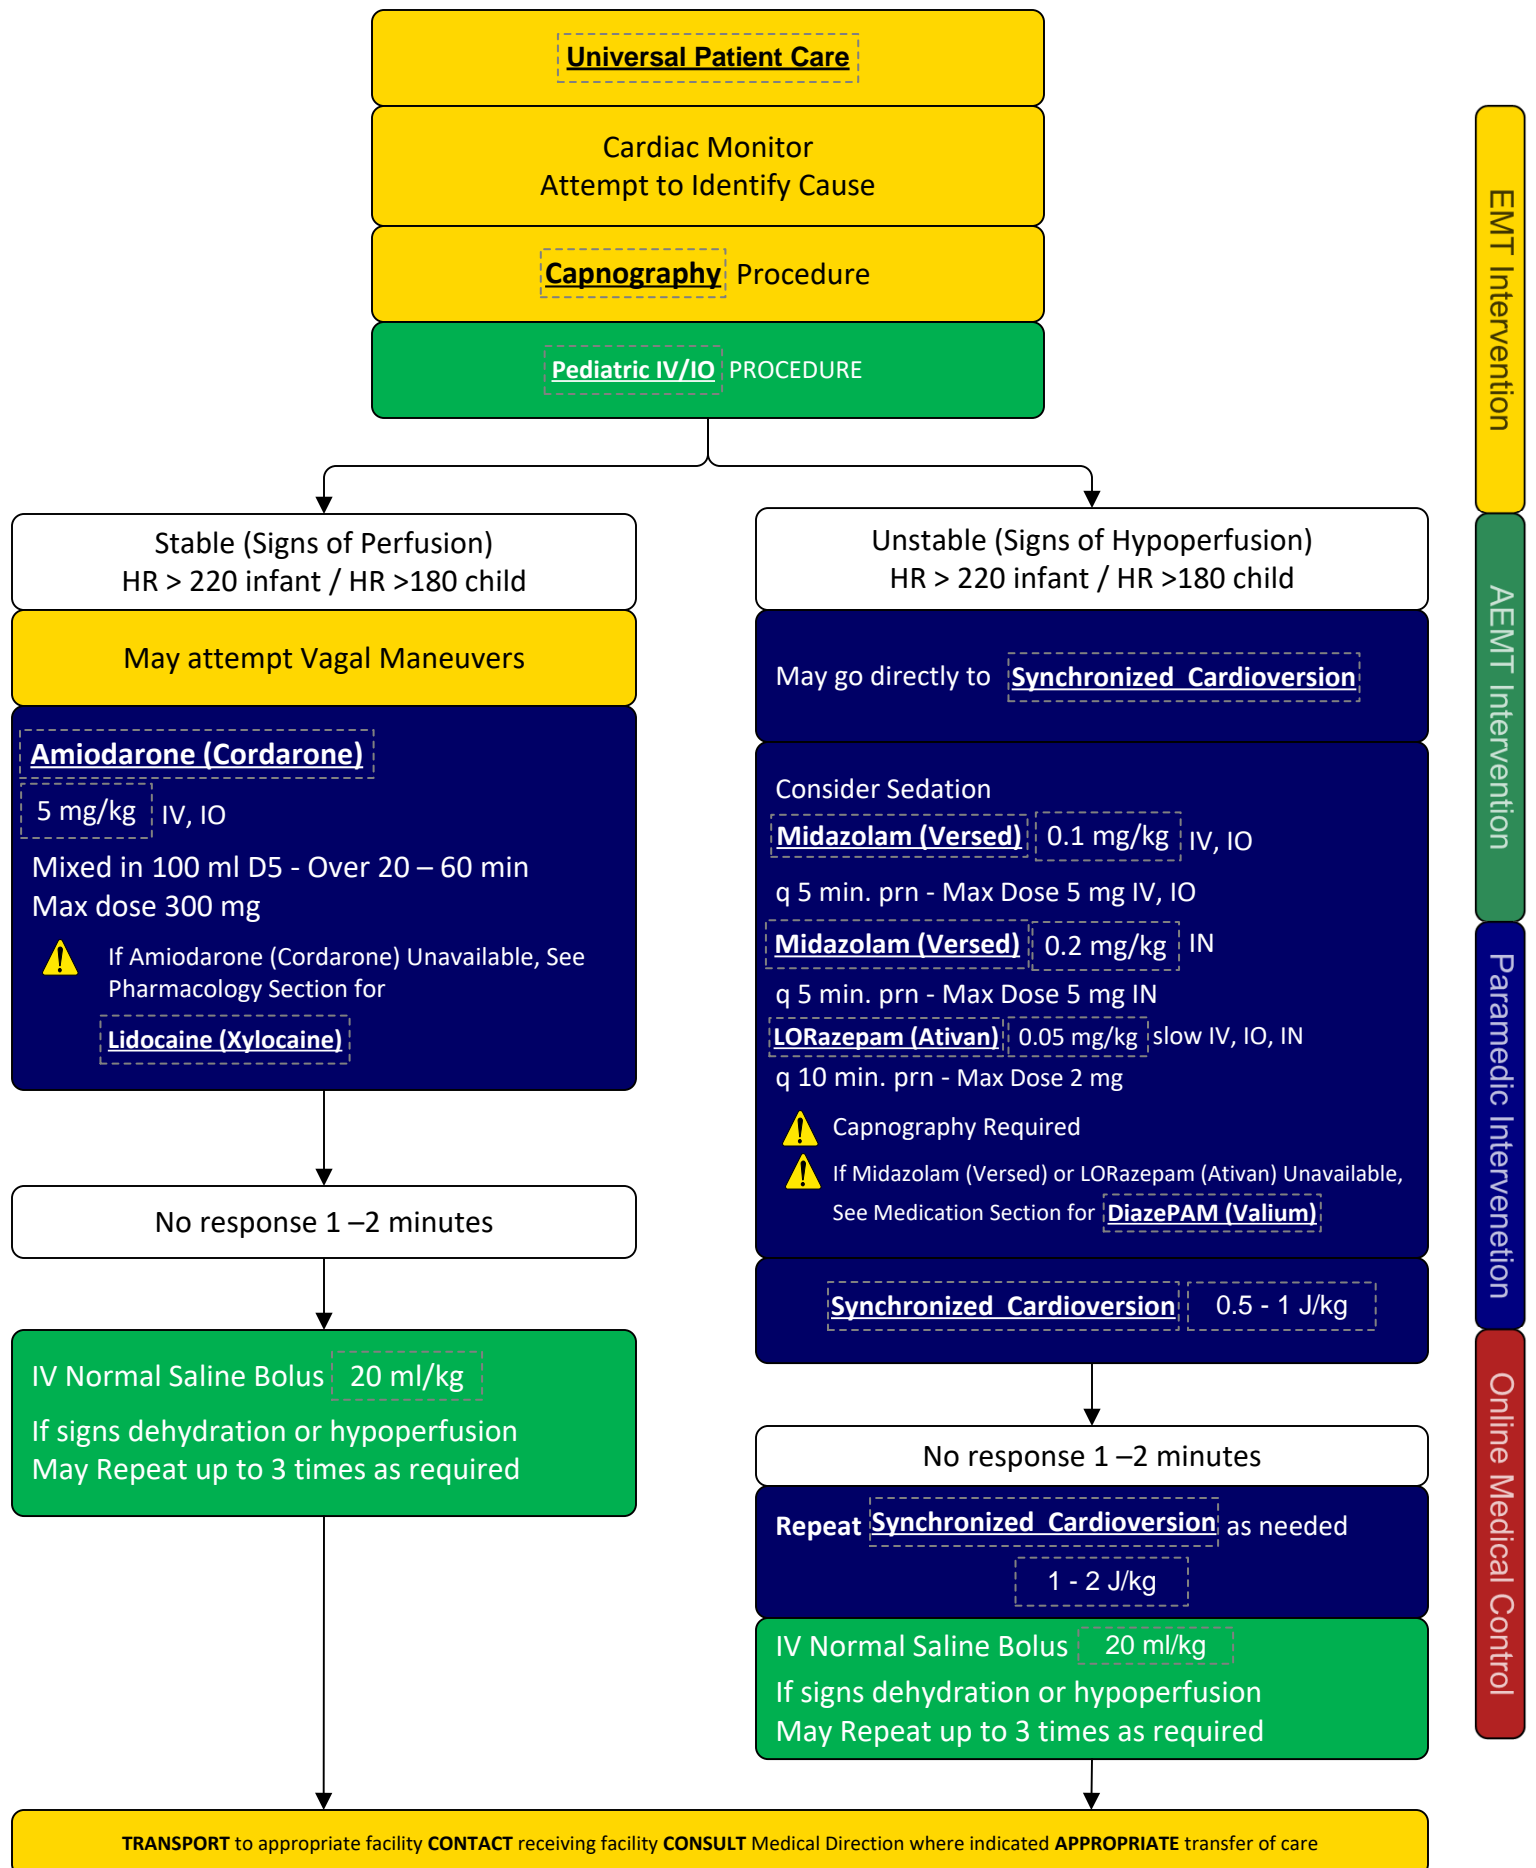 Universal Patient Care
Cardiac Monitor
Attempt to Identify Cause
Capnography Procedure
Pediatric IV/IO PROCEDURE
Stable (Signs of Perfusion)
HR > 220 infant / HR >180 child
May attempt Vagal Maneuvers
Amiodarone (Cordarone)
5 mg/kg IV, IO
Mixed in 100 ml D5 - Over 20 – 60 min
Max dose 300 mg
If Amiodarone (Cordarone) Unavailable, See
Pharmacology Section for
Lidocaine (Xylocaine)
No response 1 –2 minutes
IV Normal Saline Bolus 20 ml/kg
If signs dehydration or hypoperfusion
May Repeat up to 3 times as required
Unstable (Signs of Hypoperfusion)
HR > 220 infant / HR >180 child
May go directly to Synchronized Cardioversion
Consider Sedation
Midazolam (Versed) 0.1 mg/kg IV, IO
q 5 min. prn - Max Dose 5 mg IV, IO
Midazolam (Versed) 0.2 mg/kg IN
q 5 min. prn - Max Dose 5 mg IN
LORazepam (Ativan) 0.05 mg/kg slow IV, IO, IN
q 10 min. prn - Max Dose 2 mg
Capnography Required
If Midazolam (Versed) or LORazepam (Ativan) Unavailable,
See Medication Section for DiazePAM (Valium)
Synchronized Cardioversion 0.5 - 1 J/kg
No response 1 –2 minutes
Repeat Synchronized Cardioversion as needed
1 - 2 J/kg
IV Normal Saline Bolus 20 ml/kg
If signs dehydration or hypoperfusion
May Repeat up to 3 times as required
TRANSPORT to appropriate facility CONTACT receiving facility CONSULT Medical Direction where indicated APPROPRIATE transfer of care
EMT Intervention
AEMT Intervention
Paramedic Intervenetion
Online Medical Control